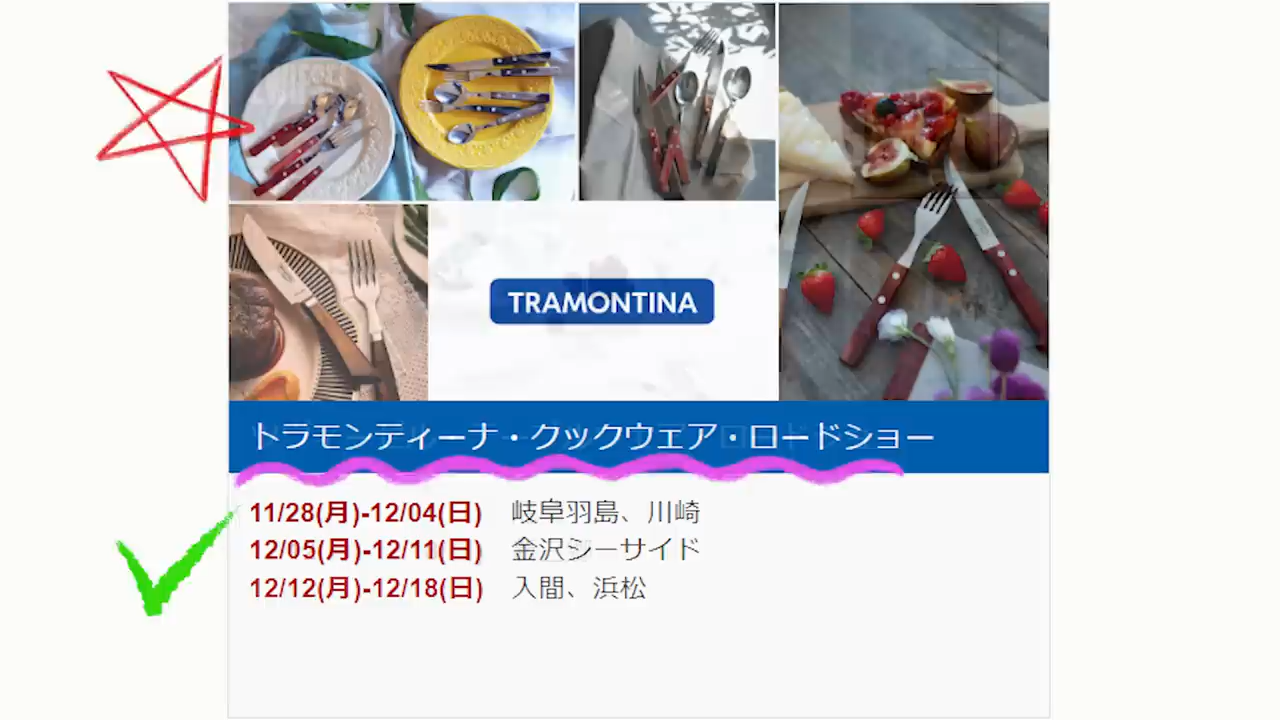 TRAMONTINA
トラモンティーナ・クックウェア・ロードショー
11/28(月)-12/04(日) 岐阜羽島、川崎
12/05(月)-12/11(日) 金沢シーサイド
12/12(月)-12/18(日) 入間、浜松